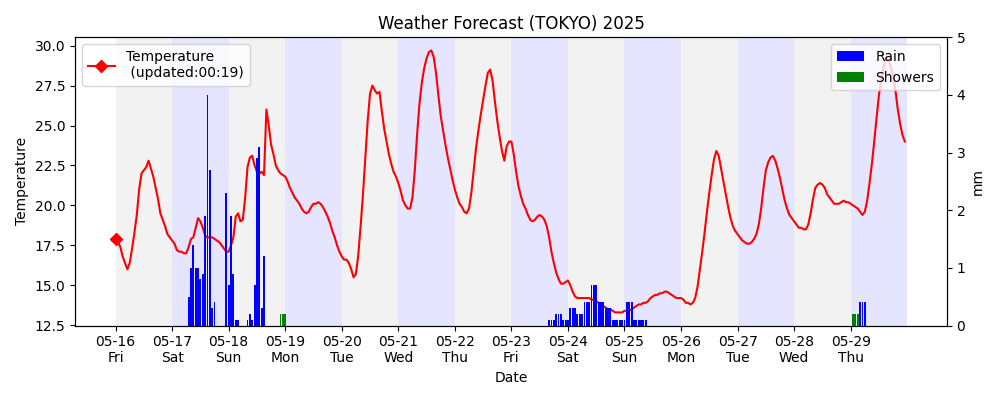 Weather Forecast (TOKYO) 2025
Temperature
(updated:00:19)
Rain
Showers
Temperature
30.0
27.5
25.0
22.5
20.0
17.5
15.0
12.5
5
4
3
2
1
0
mm
05-16 05-17 05-18 05-19 05-20 05-21 05-22 05-23 05-24 05-25 05-26 05-27 05-28 05-29
Fri Sat Sun Mon Tue Wed Thu Fri Sat Sun Mon Tue Wed Thu
Date